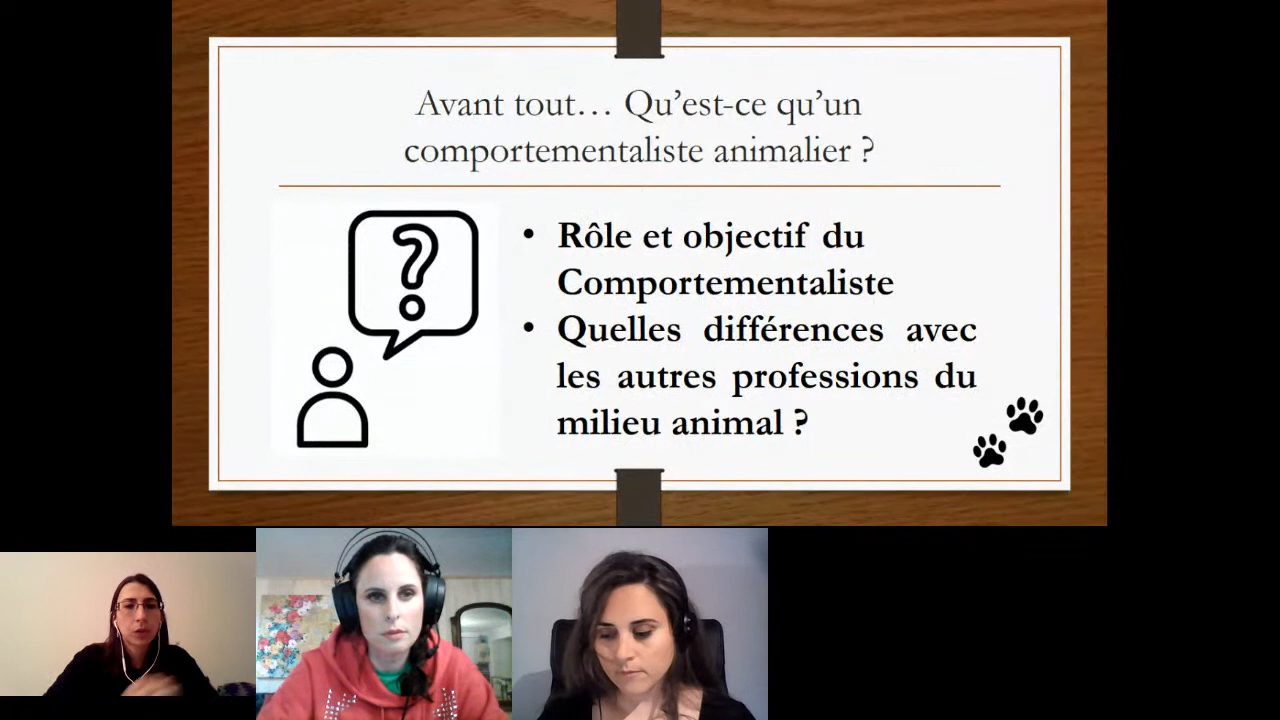 Avant tout… Qu’est-ce qu’un
comportementaliste animalier ?
• Rôle et objectif du
Comportementaliste
• Quelles différences avec
les autres professions du
milieu animal ?